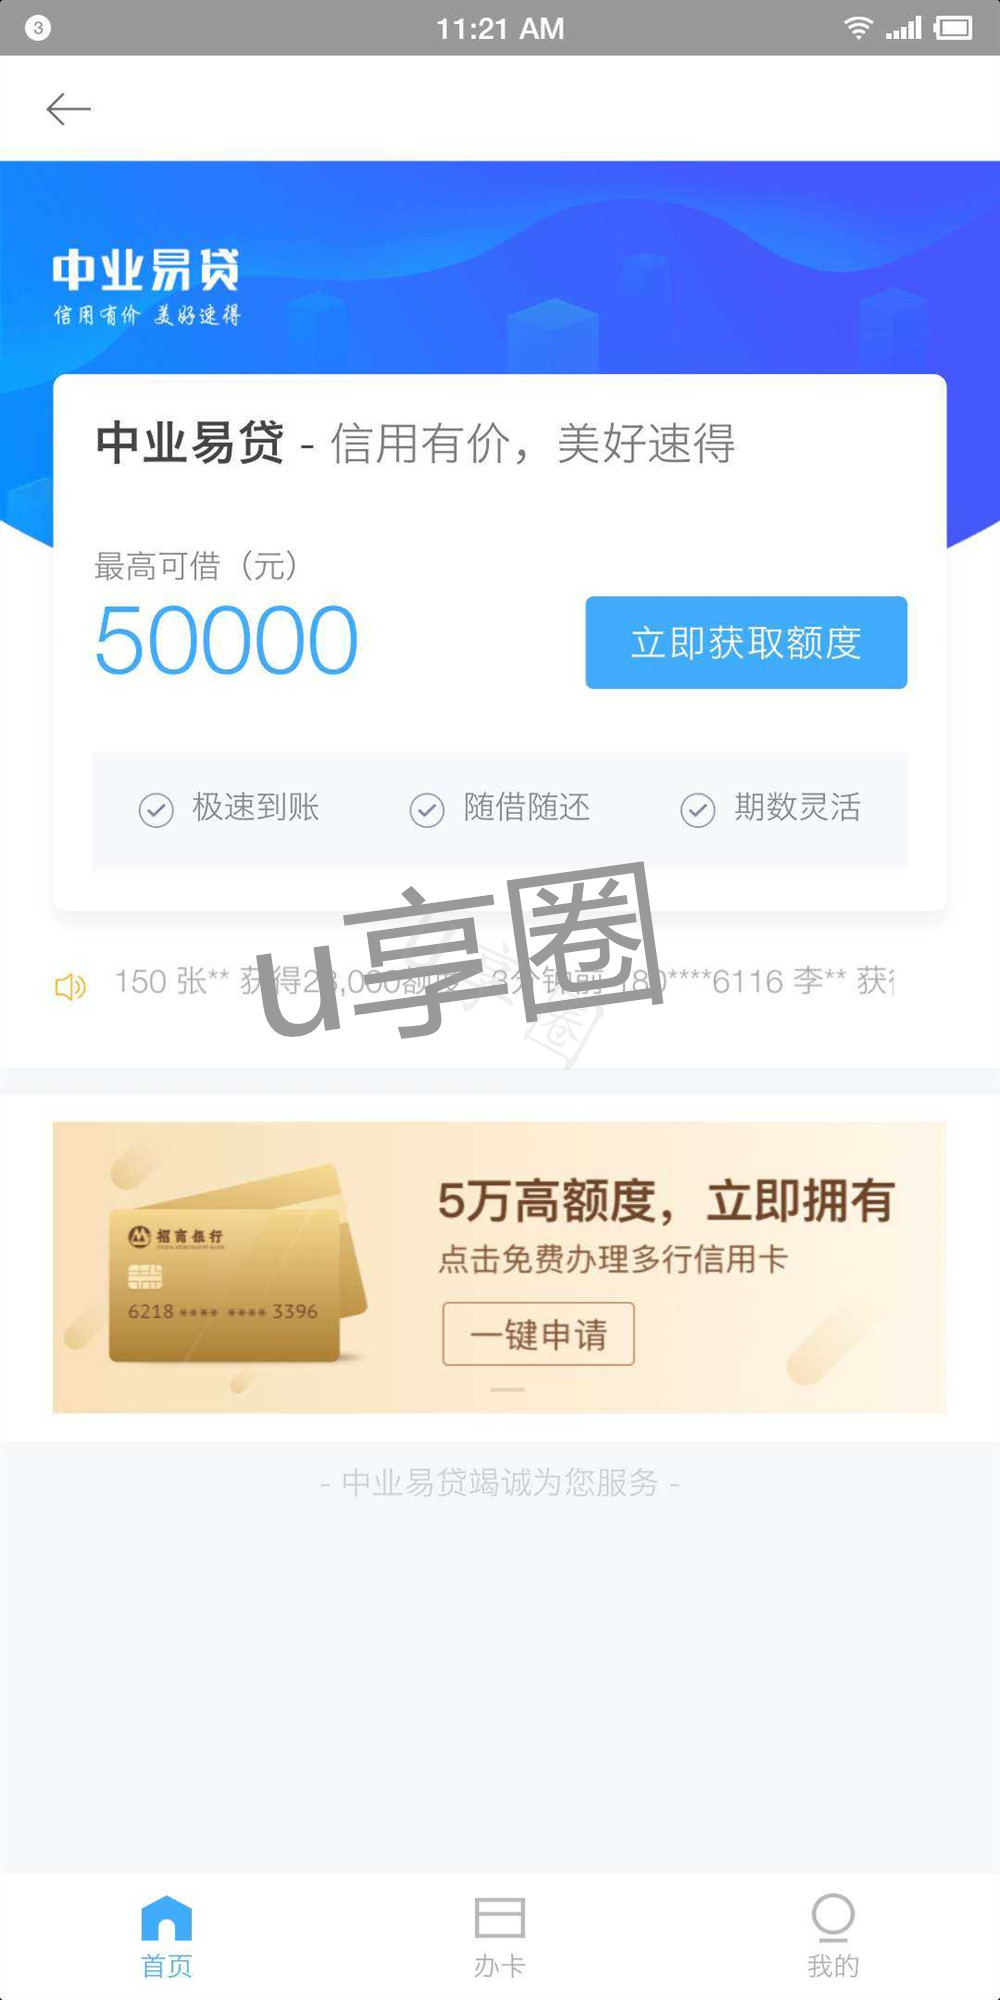 3
11:21 AM
中业易贷
信用有价 美好速得
中业易贷 - 信用有价，美好速得
最高可借（元）
50000
立即获取额度
极速到账
随借随还
期数灵活
150 张** 获得23,000额度 3分钟前 180****6116 李** 获
u享圈
5万高额度，立即拥有
招商银行
点击免费办理多行信用卡
6218 **** **** 3396
一键申请
- 中业易贷竭诚为您服务 -
首页
办卡
我的